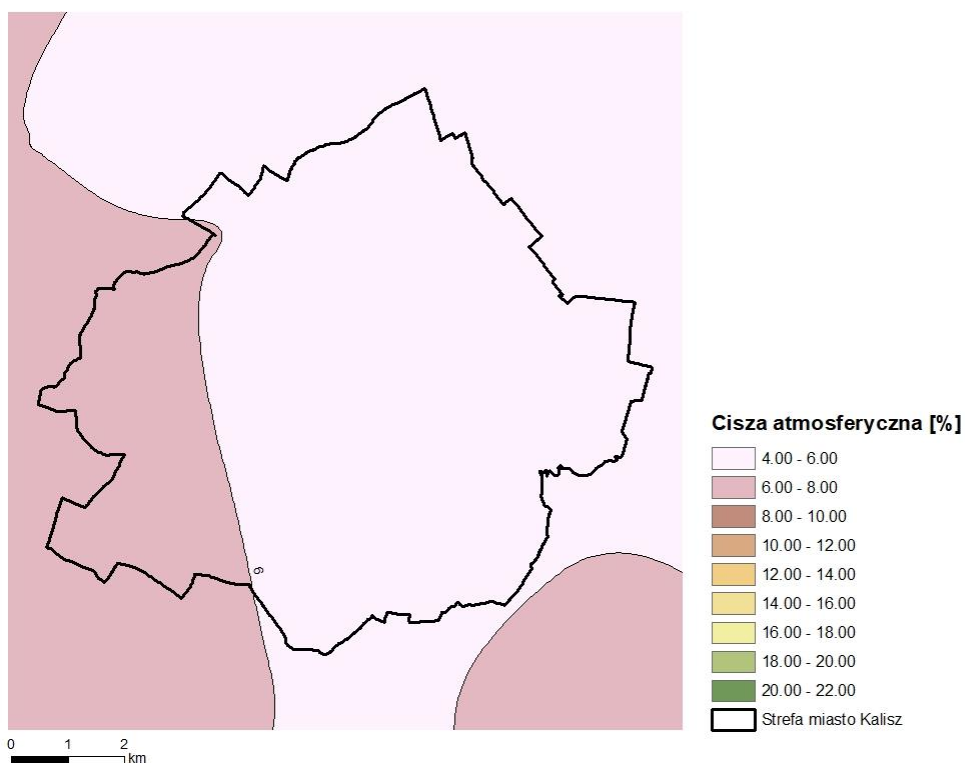 6
Cisza atmosferyczna [%]
4.00 - 6.00
6.00 - 8.00
8.00 - 10.00
10.00 - 12.00
12.00 - 14.00
14.00 - 16.00
16.00 - 18.00
18.00 - 20.00
20.00 - 22.00
Strefa miasto Kalisz
0 1 2
km